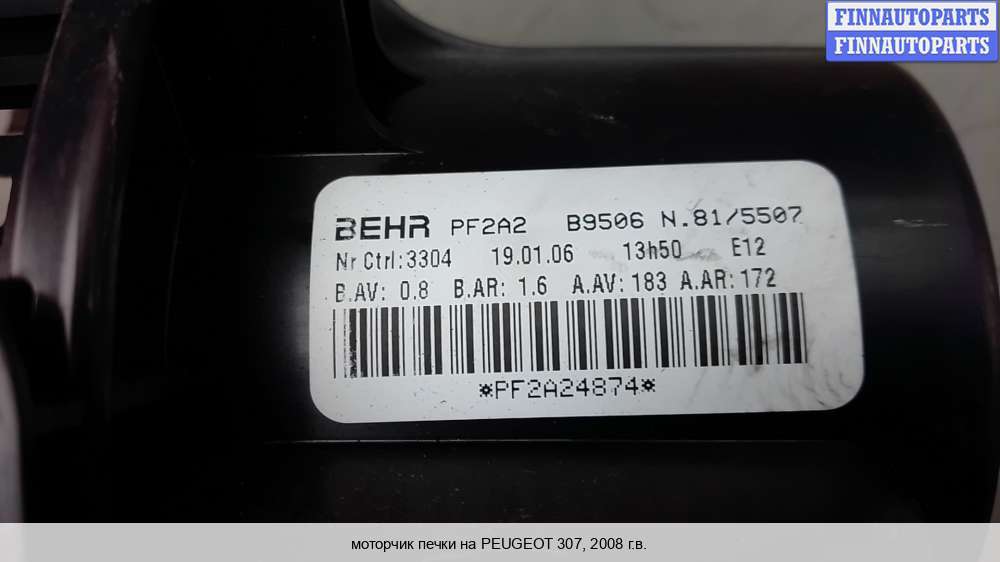 FINNAUTOPARTS
FINNAUTOPARTS
BEHR PF2A2 B9506 N.81/5507
Nr Ctrl:3304 19.01.06 13h50 E12
B.AV: 0.8 B.AR: 1.6 A.AV: 183 A.AR: 172
*PF2A24874*
моторчик печки на PEUGEOT 307, 2008 г.в.